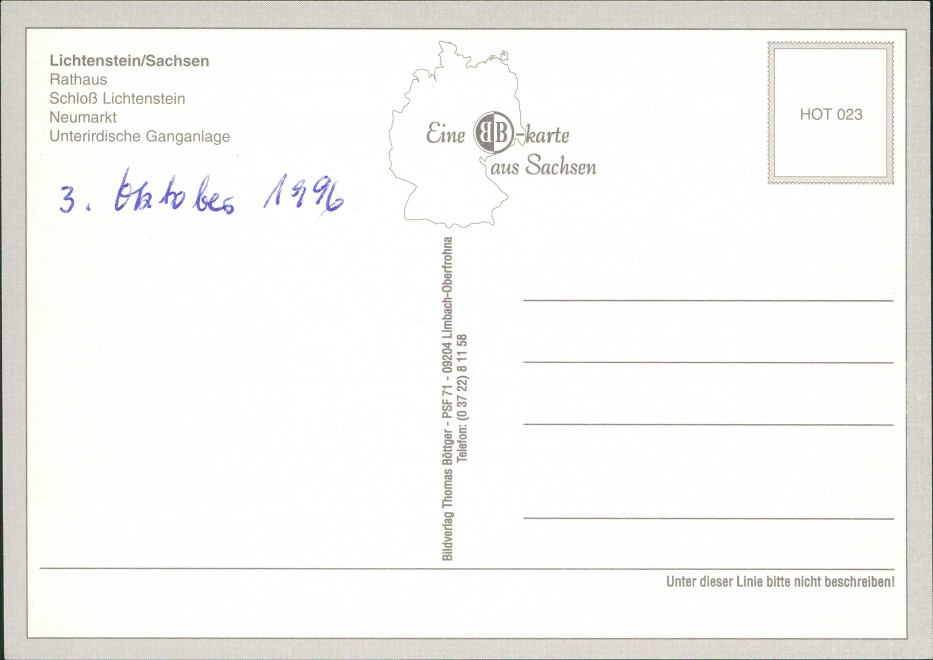 Lichtenstein/Sachsen
Rathaus
Schloß Lichtenstein
Neumarkt
Unterirdische Ganganlage
3. Oktober 1996
Eine BB-karte
aus Sachsen
HOT 023
Bildverlag Thomas Böttger - PSF 71 - 09204 Limbach-Oberfrohna
Telefon: (0 37 22) 8 11 58
Unter dieser Linie bitte nicht beschreiben!